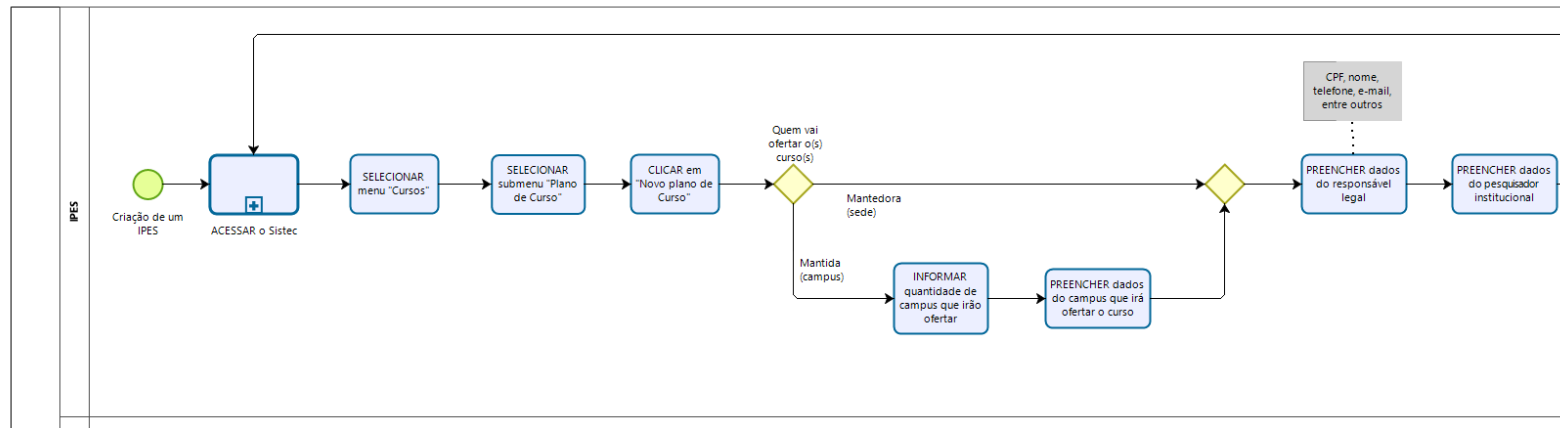 IPES
Criação de um
IPES
ACESSAR o Sistec
SELECIONAR
menu "Cursos"
SELECIONAR
submenu "Plano
de Curso"
CLICAR em
"Novo plano de
Curso"
Quem vai
ofertar o(s)
curso(s)
Mantedora
(sede)
Mantida
(campus)
INFORMAR
quantidade de
campus que irão
ofertar
PREENCHER dados
do campus que irá
ofertar o curso
CPF, nome,
telefone, e-mail,
entre outros
PREENCHER dados
do responsável
legal
PREENCHER dados
do pesquisador
institucional